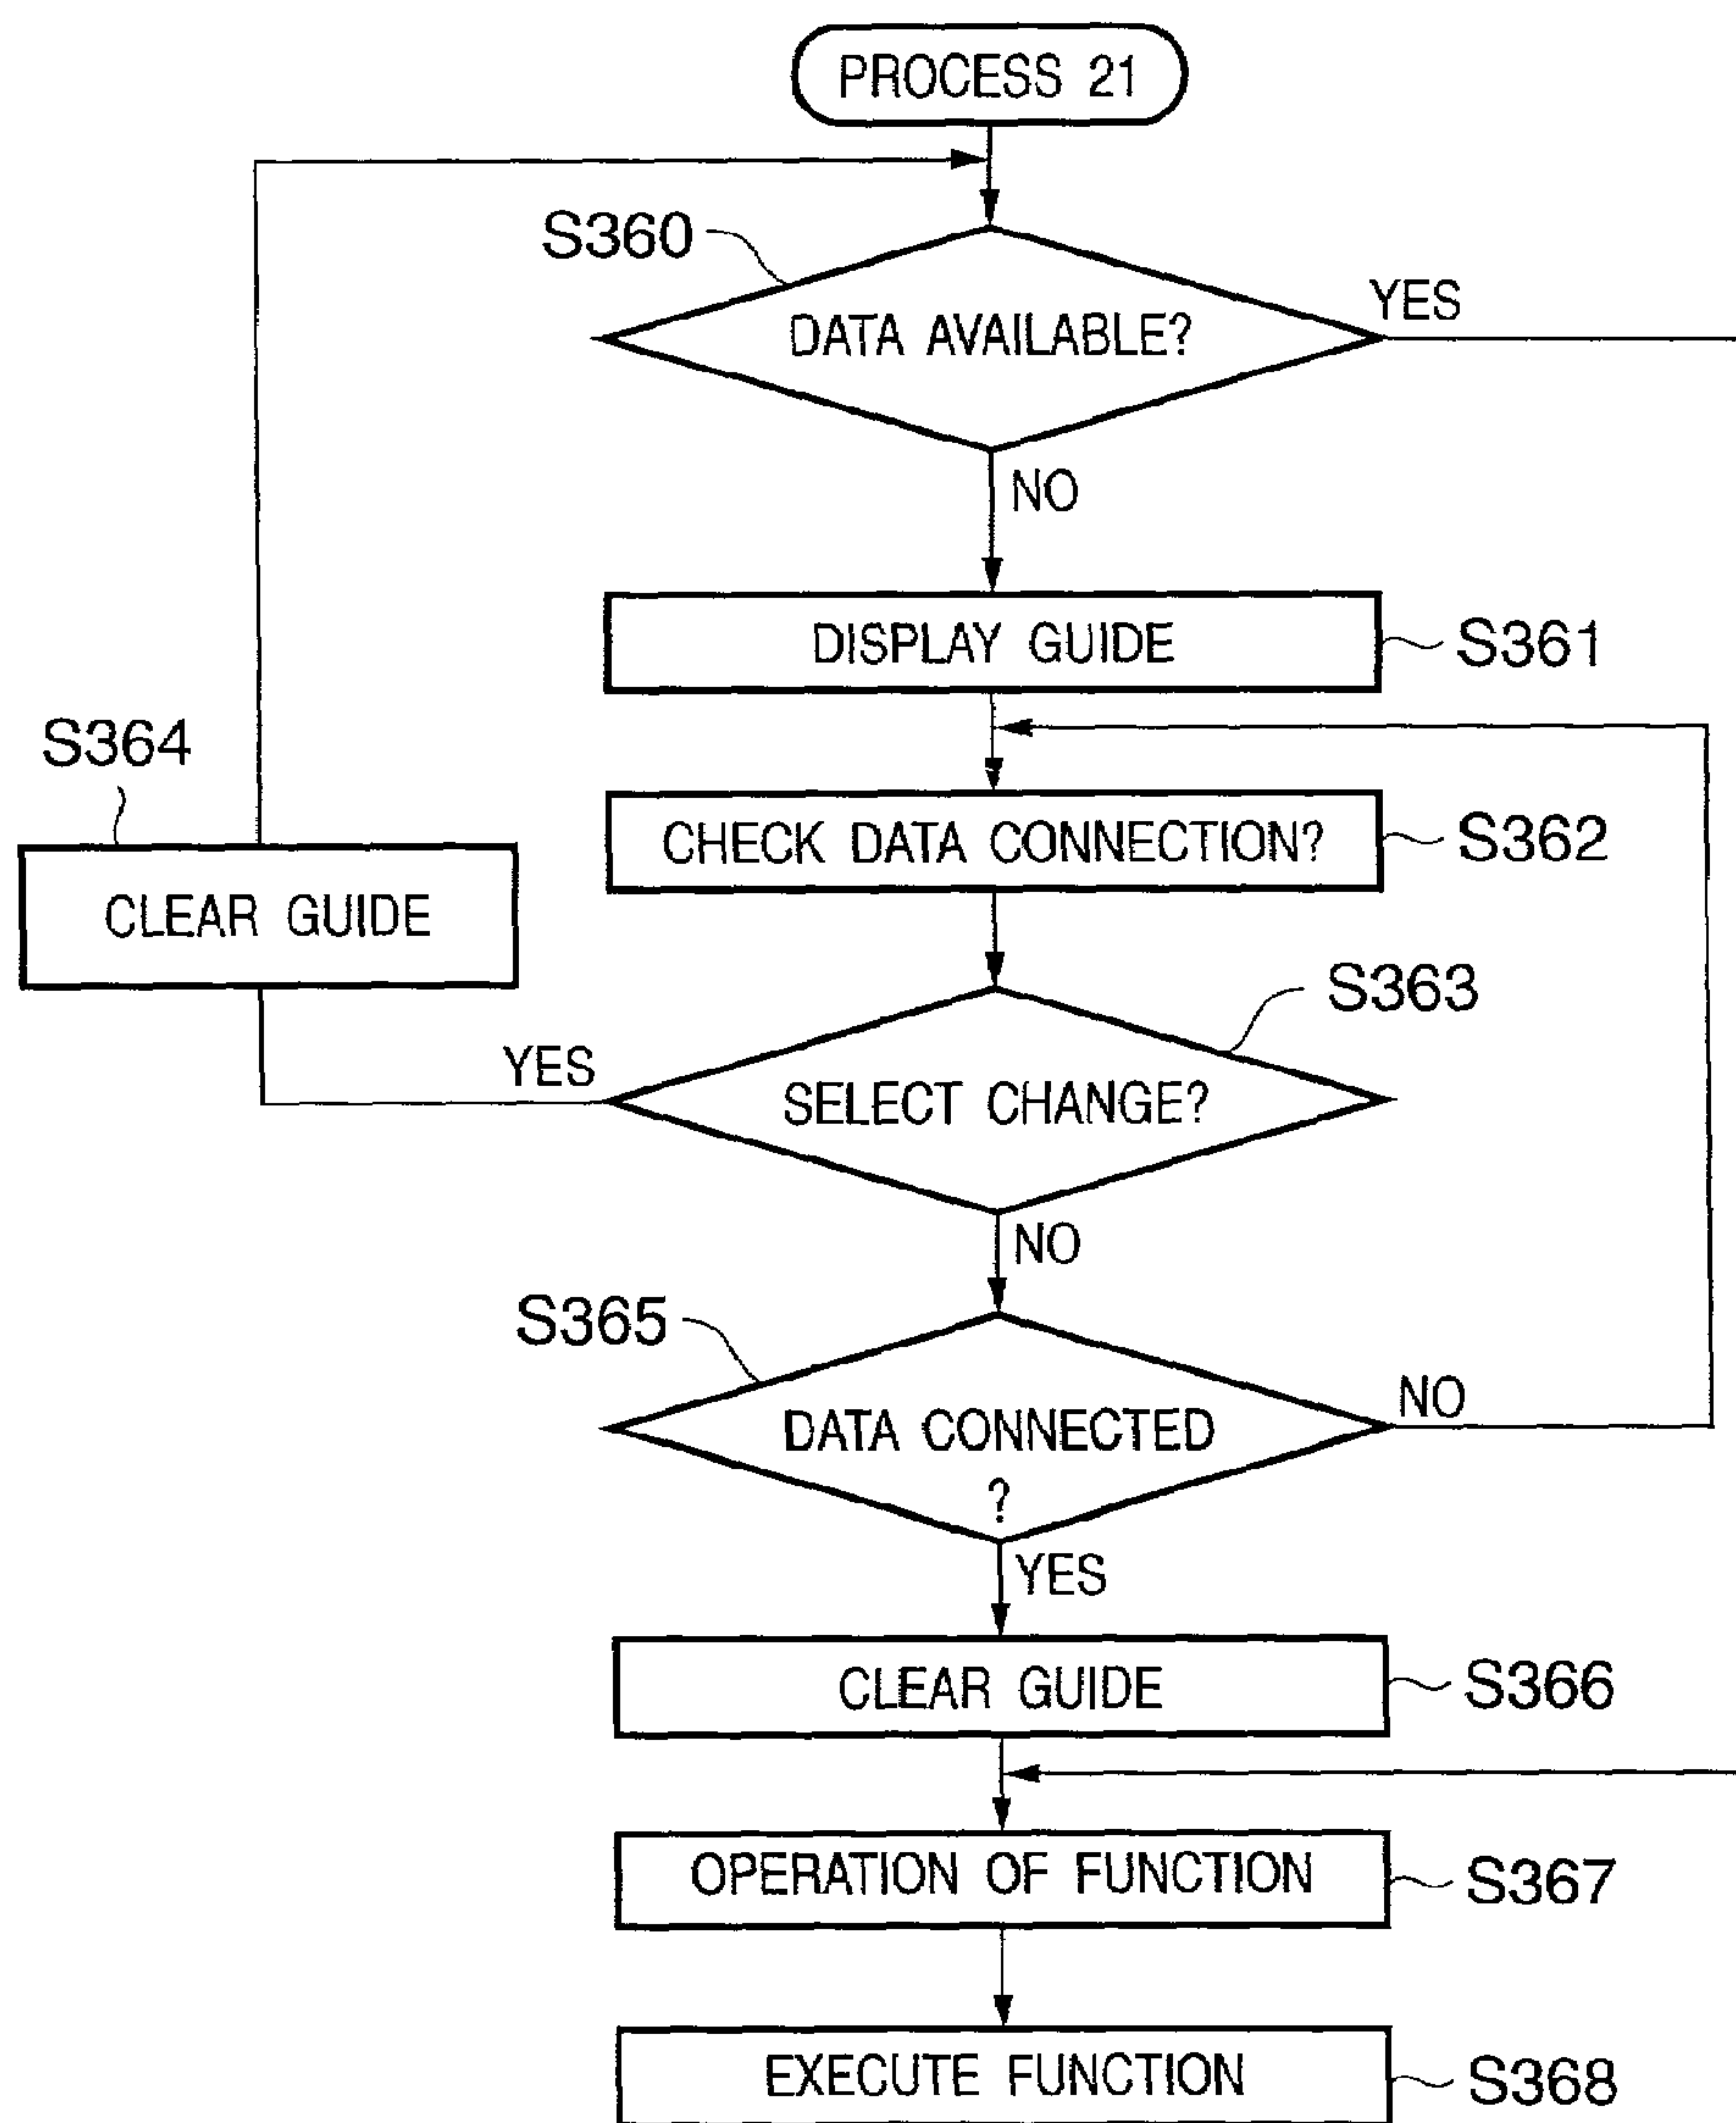 PROCESS 21
S360
DATA AVAILABLE?
YES
NO
DISPLAY GUIDE
S361
S364
CHECK DATA CONNECTION?
S362
CLEAR GUIDE
S363
YES
SELECT CHANGE?
NO
S365
DATA CONNECTED
?
NO
YES
CLEAR GUIDE
S366
OPERATION OF FUNCTION
S367
EXECUTE FUNCTION
S368